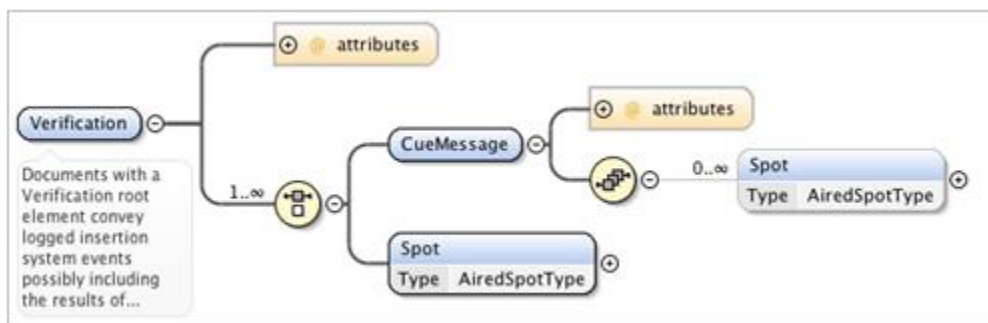 @ attributes
Verification
Documents with a
Verification root
element convey
logged insertion
system events
possibly including
the results of...
1..∞
CueMessage
@ attributes
0..∞
Spot
Type AiredSpotType
Spot
Type AiredSpotType